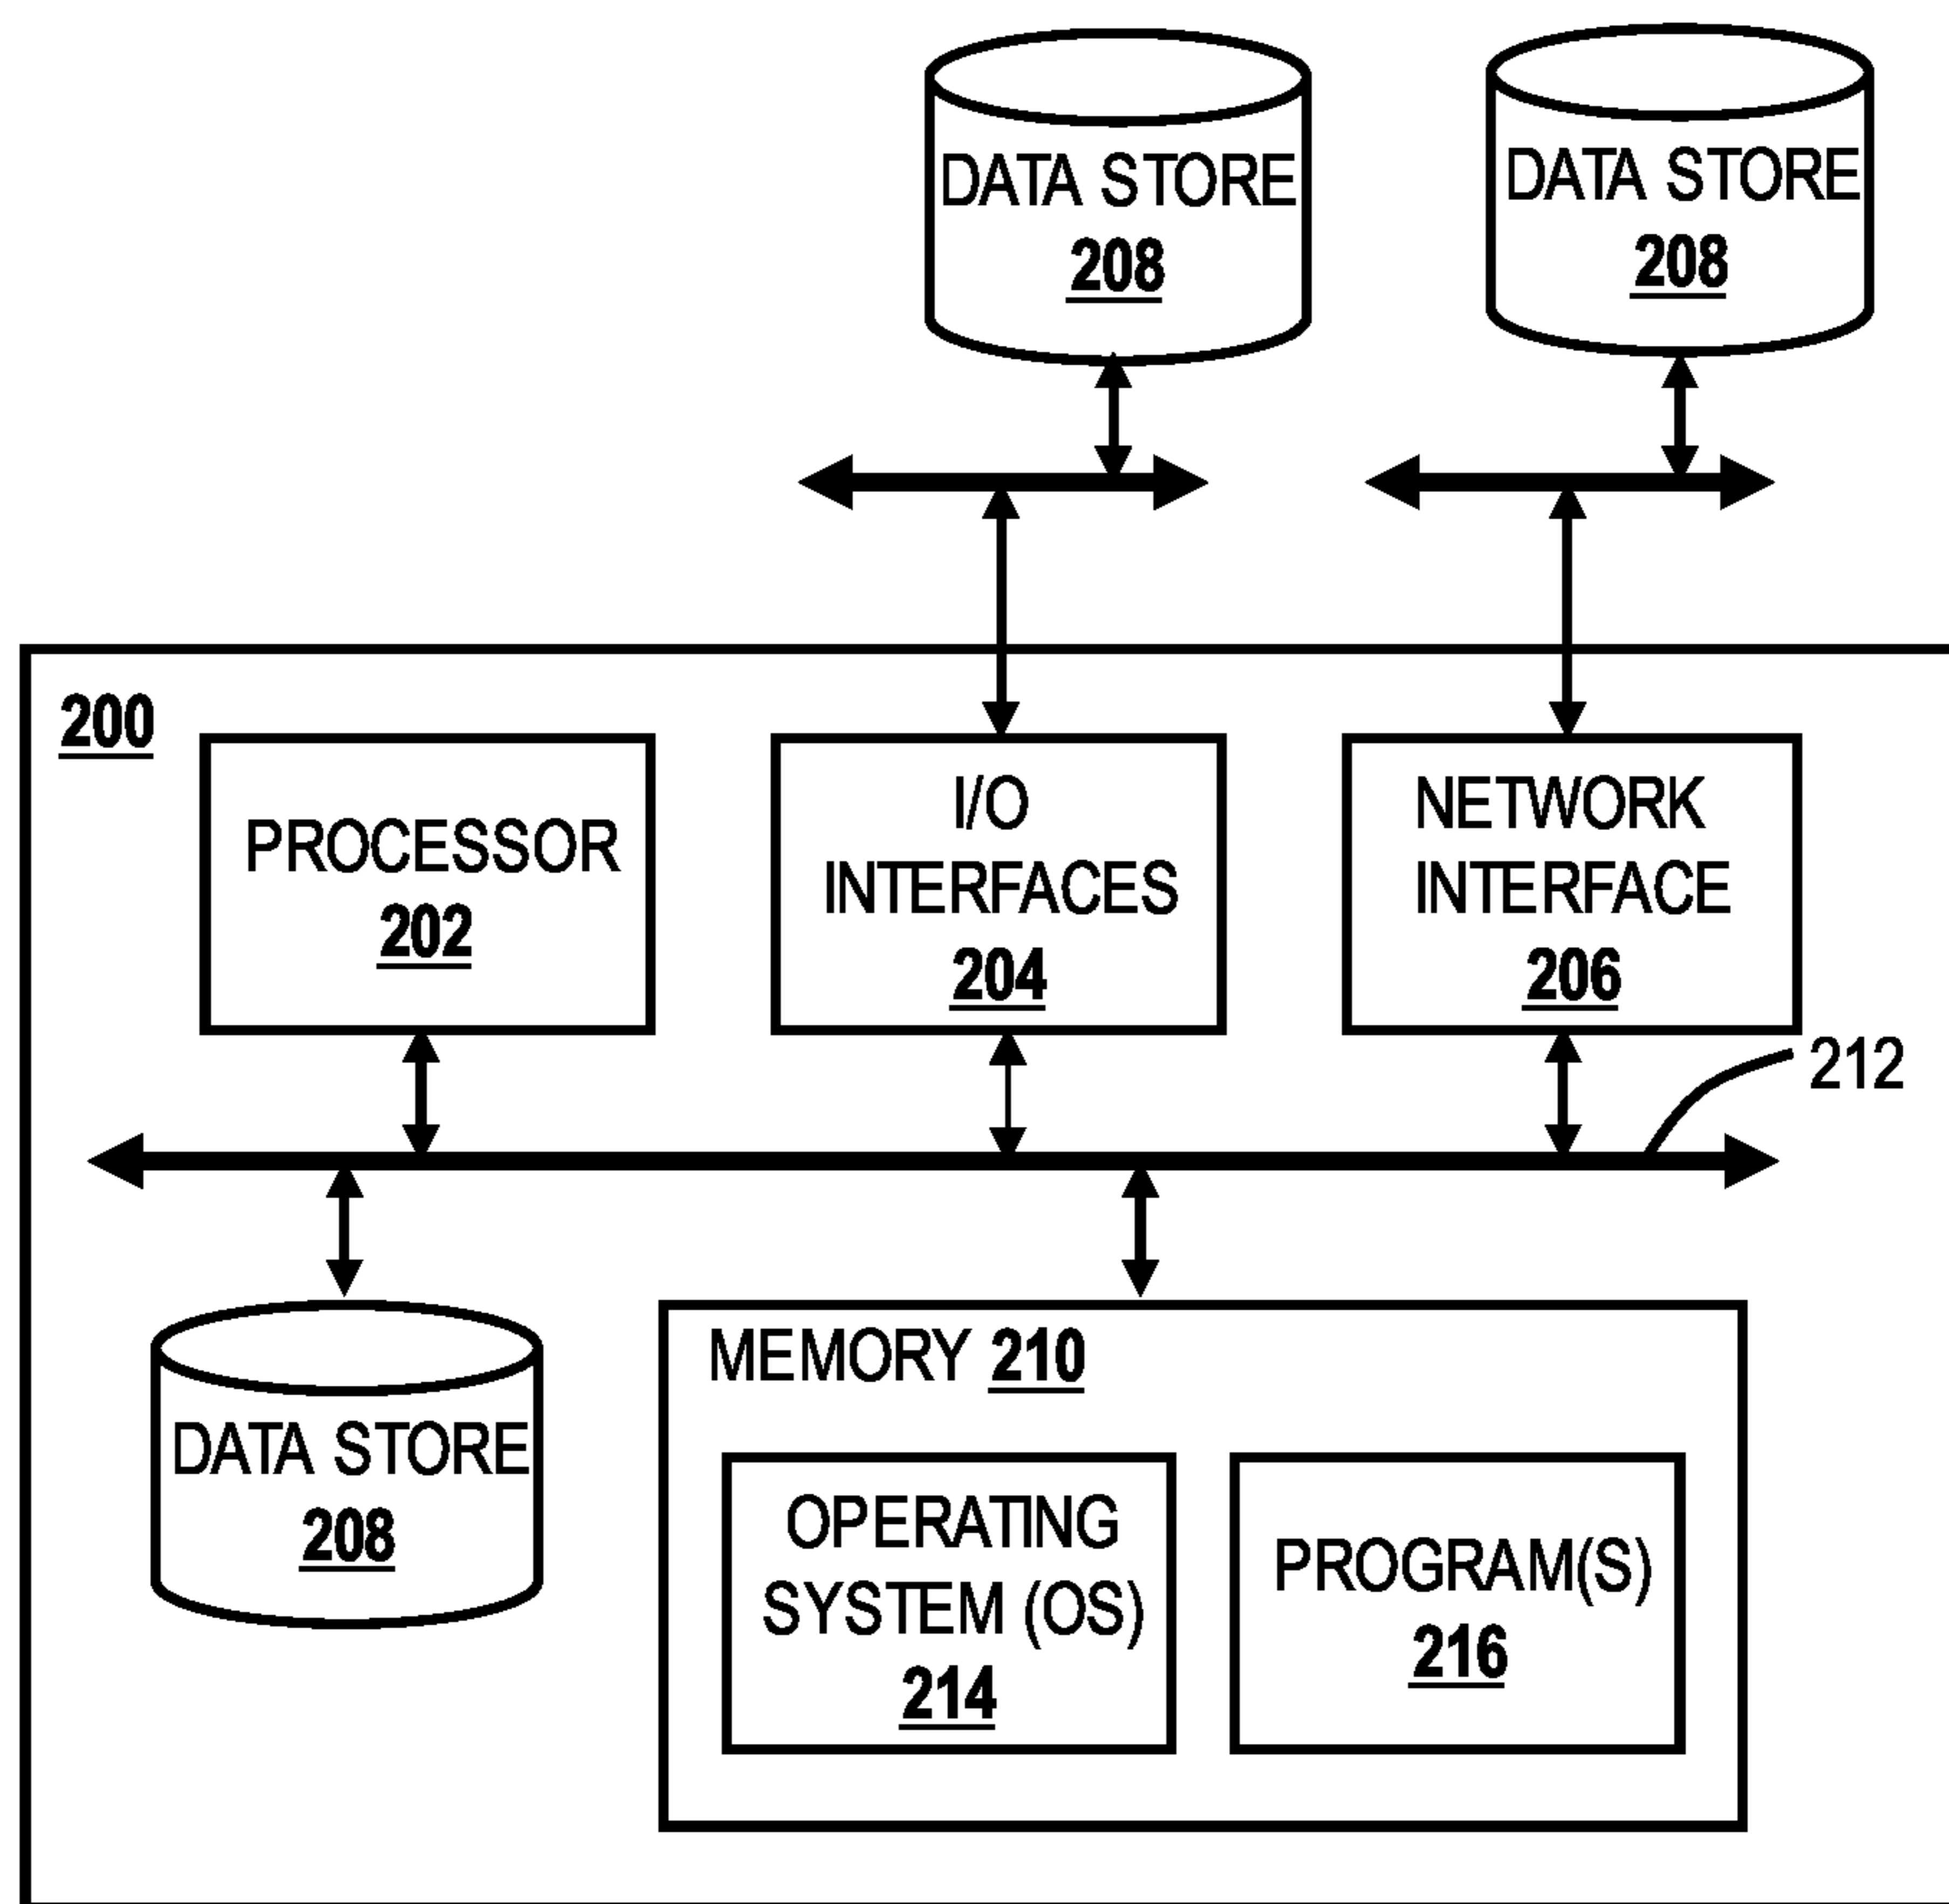 DATA STORE
208
DATA STORE
208
200
PROCESSOR
202
I/O
INTERFACES
204
NETWORK
INTERFACE
206
212
DATA STORE
208
MEMORY 210
OPERATING
SYSTEM (OS)
214
PROGRAM(S)
216